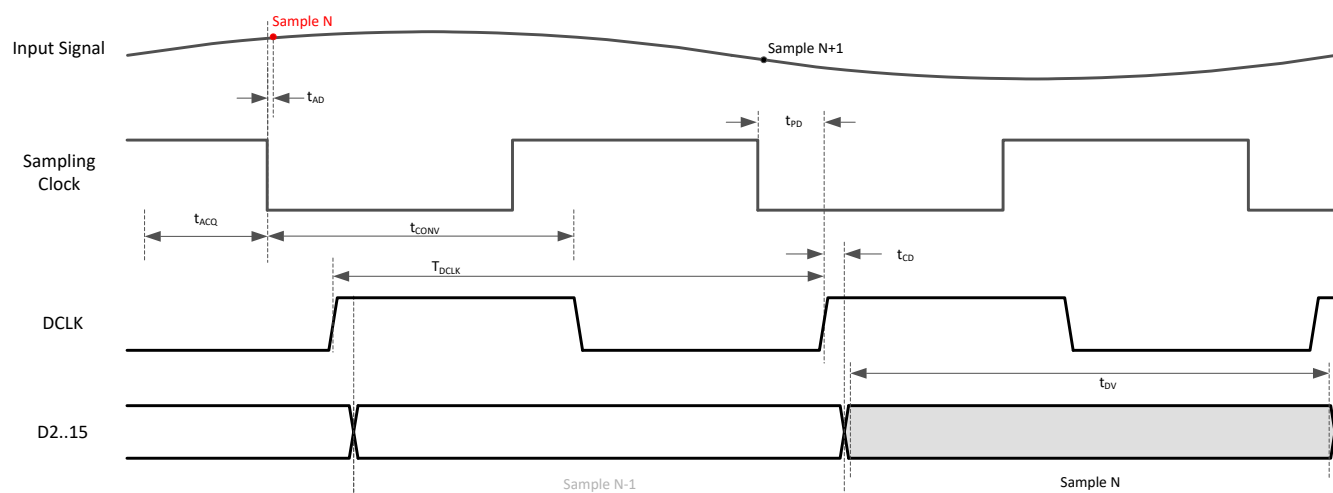 Sample N
Input Signal
Sample N+1
tAD
tPD
Sampling
Clock
tACQ
tCONV
tCD
TDCLK
DCLK
tDV
D2..15
Sample N-1
Sample N